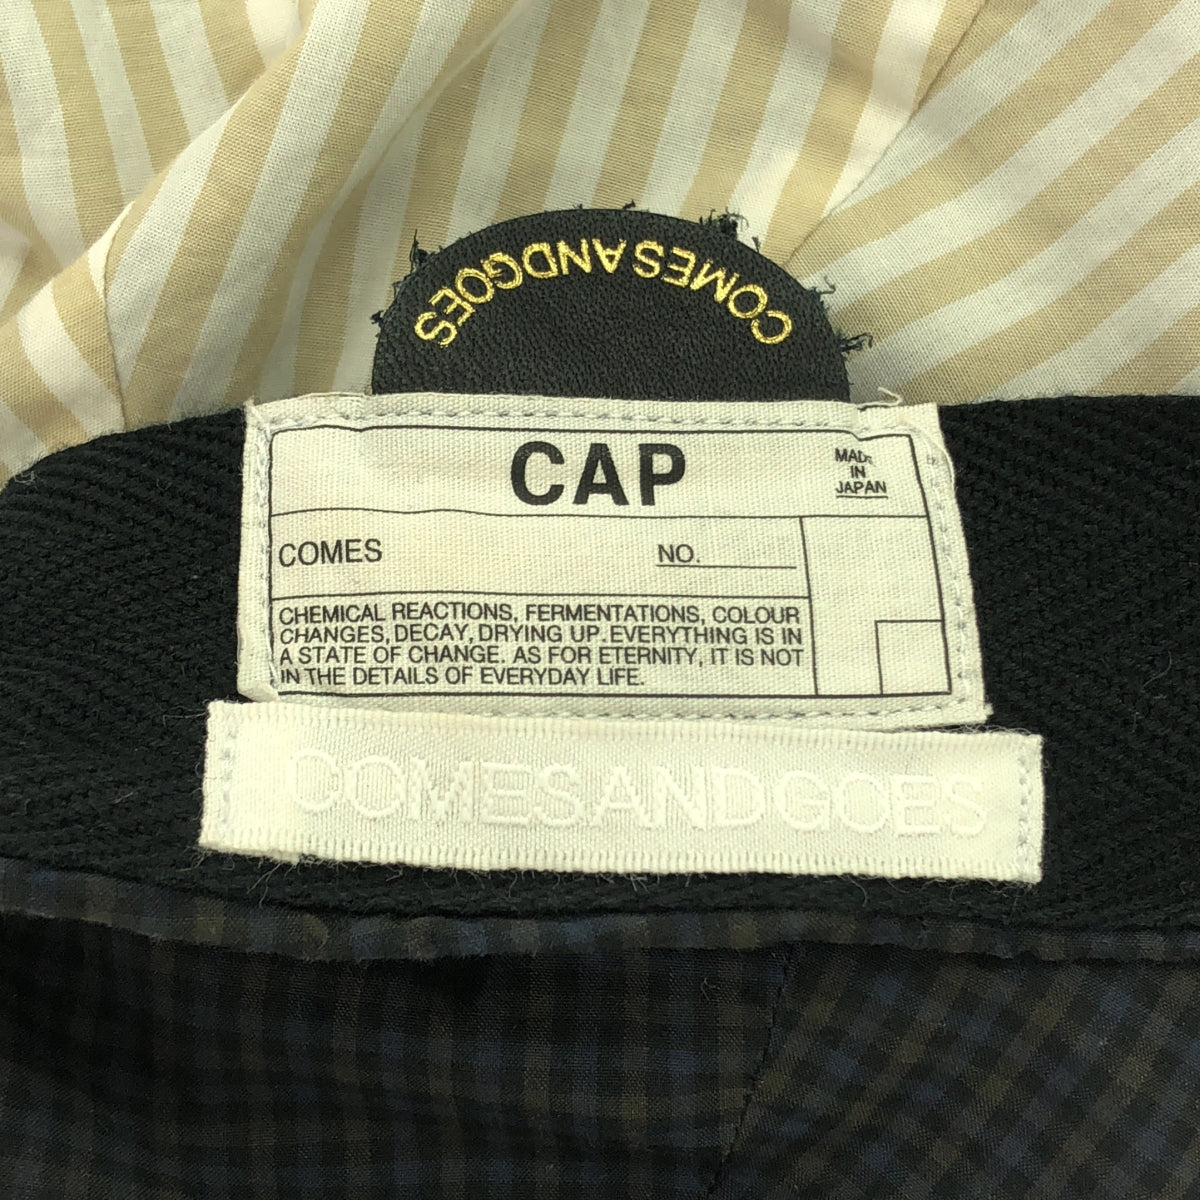 COMESANDGOES
CAP
MADE
IN
JAPAN
COMES
NO.
CHEMICAL REACTIONS, FERMENTATIONS, COLOUR
CHANGES, DECAY, DRYING UP. EVERYTHING IS IN
A STATE OF CHANGE. AS FOR ETERNITY, IT IS NOT
IN THE DETAILS OF EVERYDAY LIFE.
COMESANDGOES